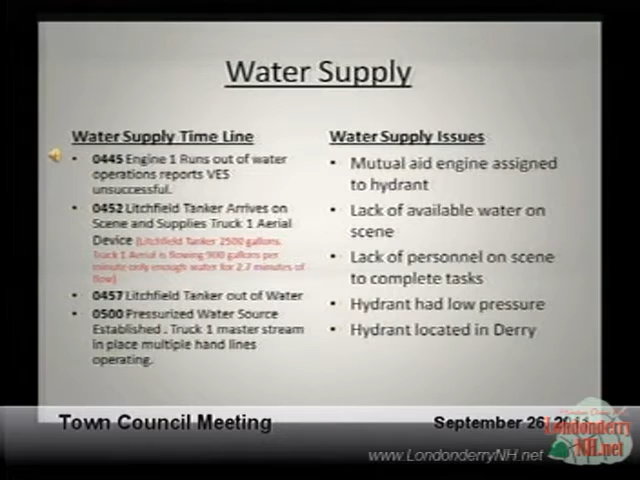 Water Supply
Water Supply Time Line
• 0445 Engine 1 Runs out of water
operations reports VES
unsuccessful.
• 0452 Litchfield Tanker Arrives on
Scene and Supplies Truck 1 Aerial
Device (Litchfield Tanker 2500 gallons.
Truck 1 Aerial is flowing 900 gallons per
minute only enough water for 2.7 minutes of
flow)
• 0457 Litchfield Tanker out of Water
• 0500 Pressurized Water Source
Established . Truck 1 master stream
in place multiple hand lines
operating.
Water Supply Issues
• Mutual aid engine assigned
to hydrant
• Lack of available water on
scene
• Lack of personnel on scene
to complete tasks
• Hydrant had low pressure
• Hydrant located in Derry
Town Council Meeting
September 26, 2011
Londonderry
NH.net
www.LondonderryNH.net